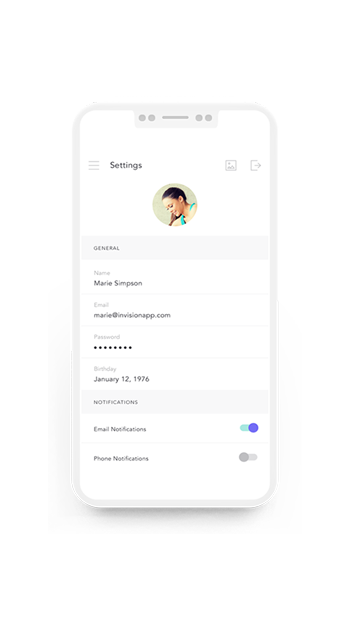 Settings
GENERAL
Name
Marie Simpson
Email
marie@invisionapp.com
Password
••••••••
Birthday
January 12, 1976
NOTIFICATIONS
Email Notifications
Phone Notifications